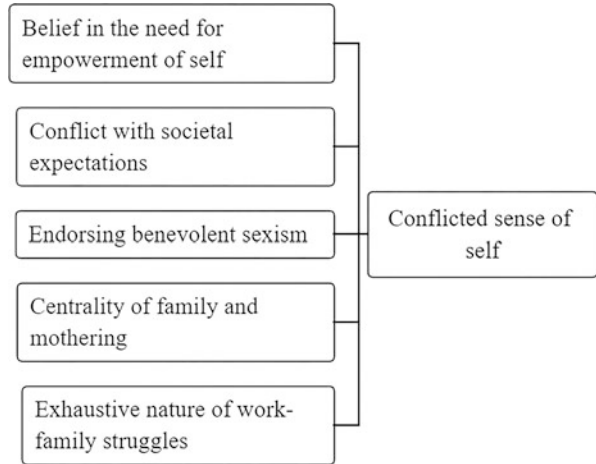 Belief in the need for
empowerment of self
Conflict with societal
expectations
Endorsing benevolent sexism
Centrality of family and
mothering
Exhaustive nature of work-
family struggles
Conflicted sense of
self